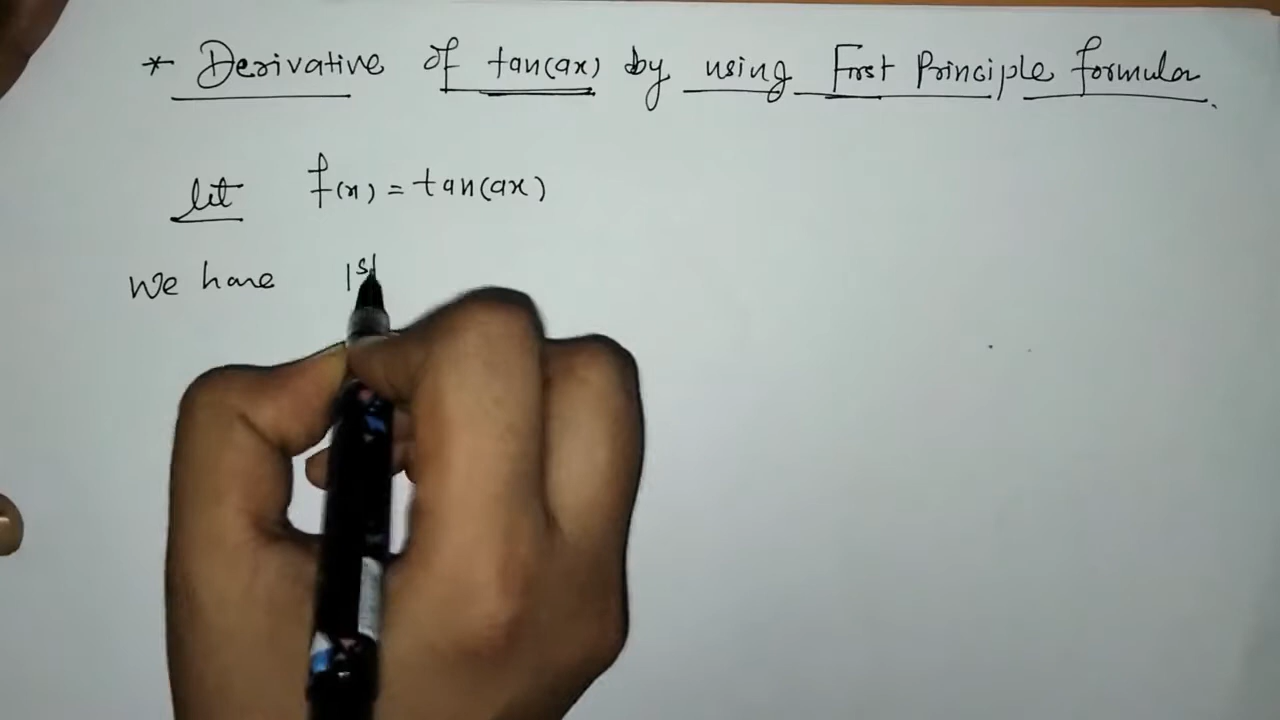 * Derivative of tan(ax) by using First Principle formula.
let f(x) = tan(ax)
We have 1st